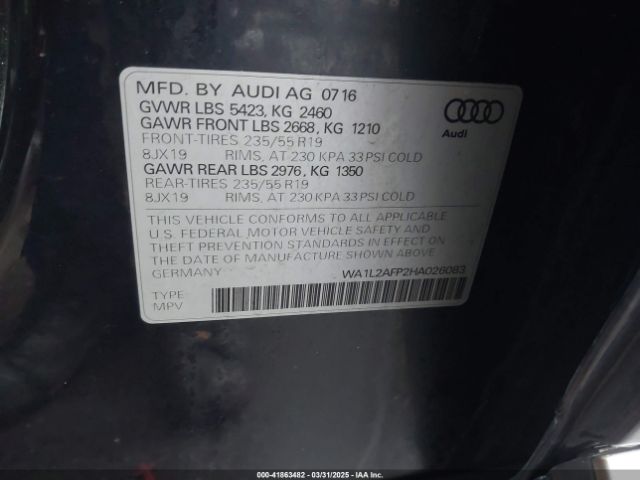 MFD. BY AUDI AG 0716
GVWR LBS 5423, KG 2460
GAWR FRONT LBS 2668, KG 1210
FRONT-TIRES 235/55 R19
8JX19 RIMS, AT 230 KPA 33 PSI COLD
GAWR REAR LBS 2976, KG 1350
REAR-TIRES 235/55 R19
8JX19 RIMS, AT 230 KPA 33 PSI COLD
Audi
THIS VEHICLE CONFORMS TO ALL APPLICABLE
U.S. FEDERAL MOTOR VEHICLE SAFETY AND
THEFT PREVENTION STANDARDS IN EFFECT ON
THE DATE OF MANUFACTURE SHOWN ABOVE.
GERMANY WA1L2AFP2HA026083
TYPE
MPV
000-41863482 - 03/31/2025 - IAA, LLC